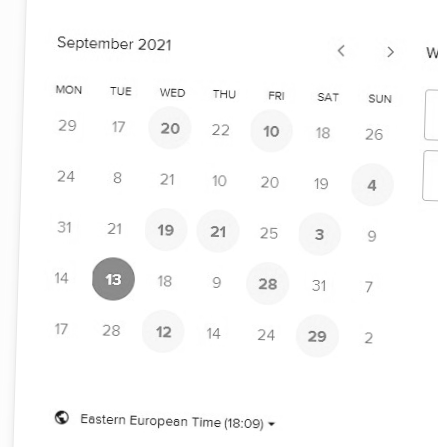 September 2021
W
MON TUE WED THU FRI SAT SUN
29 17 20 22 10 18 26
24 8 21 10 20 19 4
31 21 19 21 25 3 9
14 13 18 9 28 31 7
17 28 12 14 24 29 2
Eastern European Time (18:09)